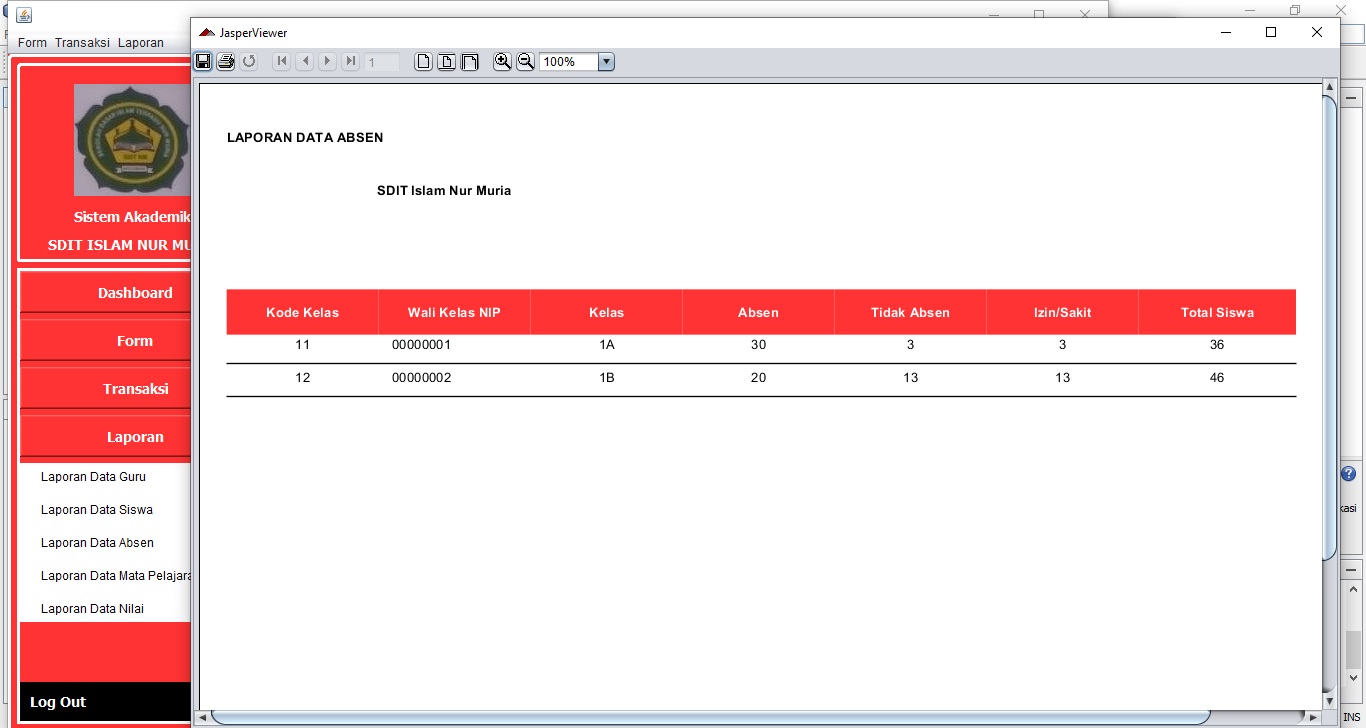 JasperViewer
Form Transaksi Laporan
1
100%
Sistem Akademik
SDIT ISLAM NUR MU
Dashboard
Form
Transaksi
Laporan
Laporan Data Guru
Laporan Data Siswa
Laporan Data Absen
Laporan Data Mata Pelajara
Laporan Data Nilai
Log Out
LAPORAN DATA ABSEN
SDIT Islam Nur Muria
Kode Kelas Wali Kelas NIP Kelas Absen Tidak Absen Izin/Sakit Total Siswa
11 00000001 1A 30 3 3 36
12 00000002 1B 20 13 13 46
kasi
INS